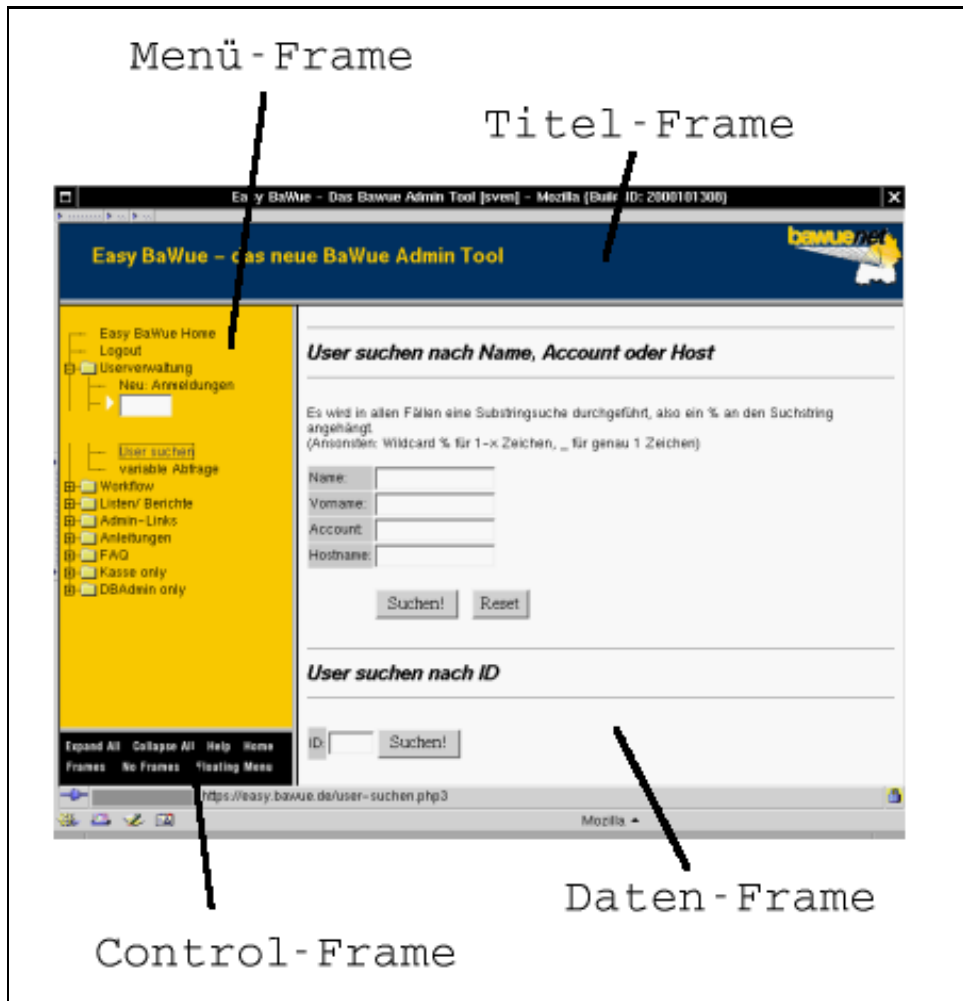 Menü-Frame
Titel-Frame
Easy BaWue - Das Bawue Admin Tool [sven] - Mozilla {Build ID: 2000101308}
Easy BaWue – das neue BaWue Admin Tool
bawuenet
Easy BaWue Home
Logout
Userverwaltung
Neu: Anmeldungen
User suchen
variable Abfrage
Workflow
Listen/ Berichte
Admin-Links
Anleitungen
FAQ
Kasse only
DBAdmin only
Expand All Collapse All Help Home
Frames No Frames Floating Menu
User suchen nach Name, Account oder Host
Es wird in allen Fällen eine Substringsuche durchgeführt, also ein % an den Suchstring
angehängt.
(Ansonsten: Wildcard % für 1-x Zeichen, _ für genau 1 Zeichen)
Name:
Vorname:
Account:
Hostname:
Suchen! Reset
User suchen nach ID
ID: Suchen!
https://easy.bawue.de/user-suchen.php3
Mozilla
Daten-Frame
Control-Frame